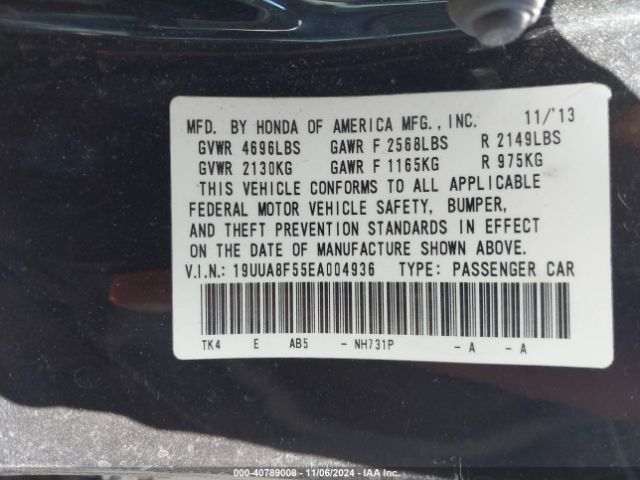 MFD. BY HONDA OF AMERICA MFG., INC. 11/'13
GVWR 4696LBS GAWR F 2568LBS R 2149LBS
GVWR 2130KG GAWR F 1165KG R 975KG
THIS VEHICLE CONFORMS TO ALL APPLICABLE
FEDERAL MOTOR VEHICLE SAFETY, BUMPER,
AND THEFT PREVENTION STANDARDS IN EFFECT
ON THE DATE OF MANUFACTURE SHOWN ABOVE.
V.I.N.: 19UUA8F55EA004936 TYPE: PASSENGER CAR
TK4 E AB5 - NH731P - A - A
000-40789008 - 11/06/2024 - IAAI.COM